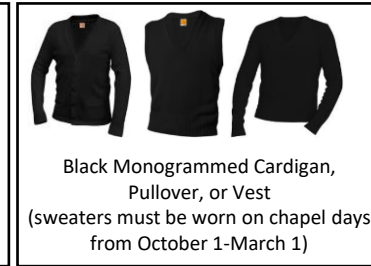 Black Monogrammed Cardigan,
Pullover, or Vest
(sweaters must be worn on chapel days
from October 1-March 1)